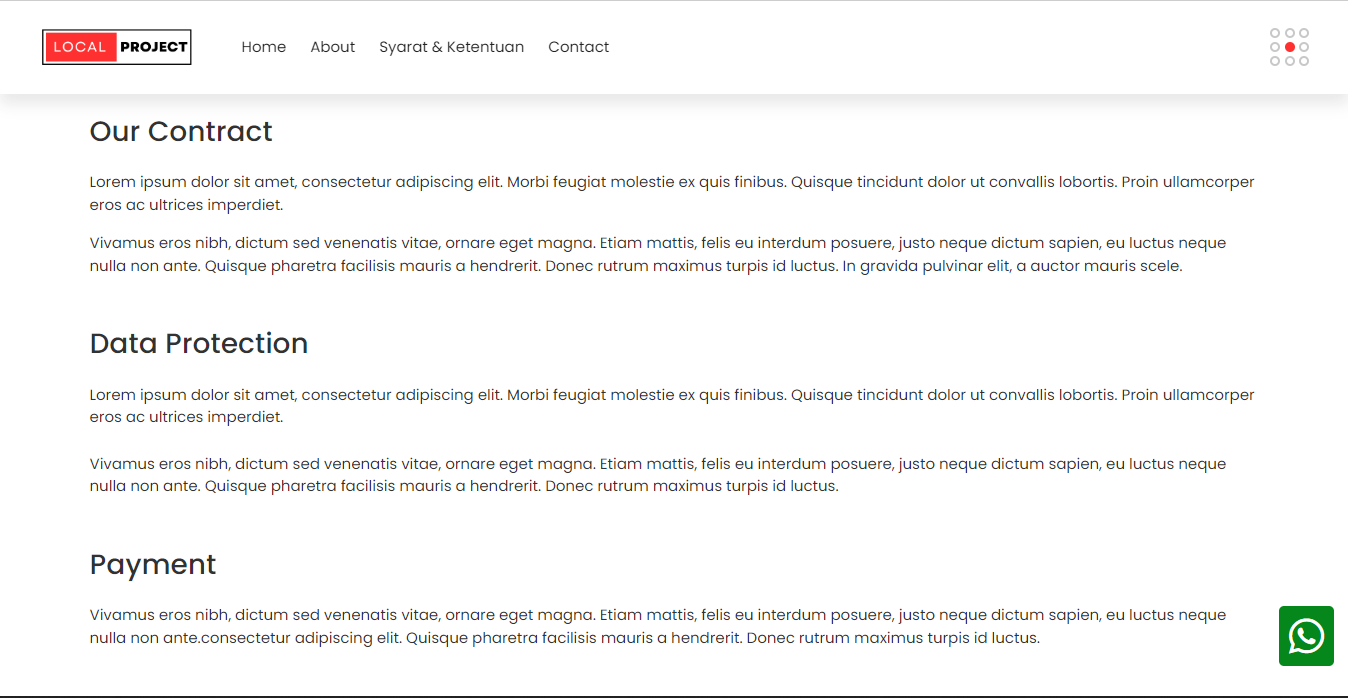 LOCAL PROJECT
Home About Syarat & Ketentuan Contact
Our Contract
Lorem ipsum dolor sit amet, consectetur adipiscing elit. Morbi feugiat molestie ex quis finibus. Quisque tincidunt dolor ut convallis lobortis. Proin ullamcorper
eros ac ultrices imperdiet.
Vivamus eros nibh, dictum sed venenatis vitae, ornare eget magna. Etiam mattis, felis eu interdum posuere, justo neque dictum sapien, eu luctus neque
nulla non ante. Quisque pharetra facilisis mauris a hendrerit. Donec rutrum maximus turpis id luctus. In gravida pulvinar elit, a auctor mauris scele.
Data Protection
Lorem ipsum dolor sit amet, consectetur adipiscing elit. Morbi feugiat molestie ex quis finibus. Quisque tincidunt dolor ut convallis lobortis. Proin ullamcorper
eros ac ultrices imperdiet.
Vivamus eros nibh, dictum sed venenatis vitae, ornare eget magna. Etiam mattis, felis eu interdum posuere, justo neque dictum sapien, eu luctus neque
nulla non ante. Quisque pharetra facilisis mauris a hendrerit. Donec rutrum maximus turpis id luctus.
Payment
Vivamus eros nibh, dictum sed venenatis vitae, ornare eget magna. Etiam mattis, felis eu interdum posuere, justo neque dictum sapien, eu luctus neque
nulla non ante.consectetur adipiscing elit. Quisque pharetra facilisis mauris a hendrerit. Donec rutrum maximus turpis id luctus.